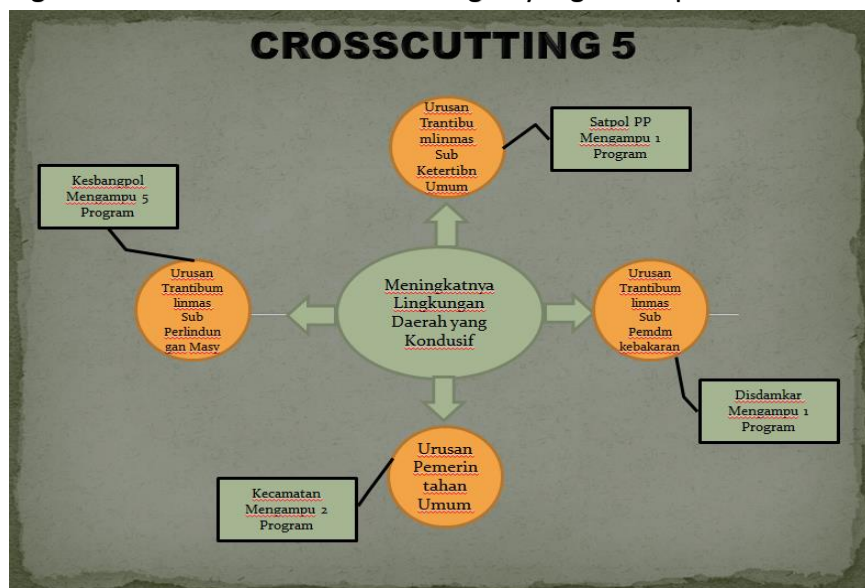 CROSSCUTTING 5
Urusan
Trantibu
mlinmas
Sub
Ketertibn
Umum
Satpol PP
Mengampu 1
Program
Kesbangpol
Mengampu 5
Program
Urusan
Trantibum
linmas
Sub
Perlindun
gan Masy
Meningkatnya
Lingkungan
Daerah yang
Kondusif
Urusan
Trantibum
linmas
Sub
Pemdm
kebakaran
Disdamkar
Mengampu 1
Program
Urusan
Pemerin
tahan
Umum
Kecamatan
Mengampu 2
Program